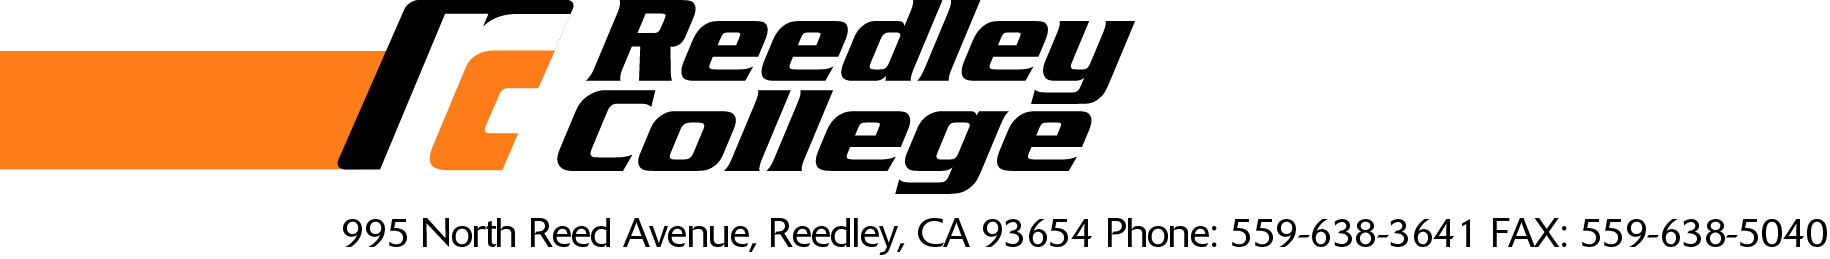 Reedley
College
995 North Reed Avenue, Reedley, CA 93654 Phone: 559-638-3641 FAX: 559-638-5040